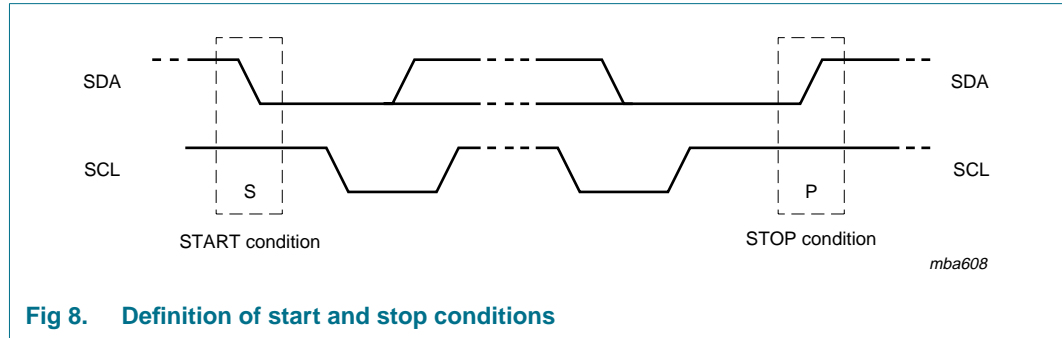 SDA SDA
SCL SCL
S P
START condition STOP condition
mba608
Fig 8. Definition of start and stop conditions